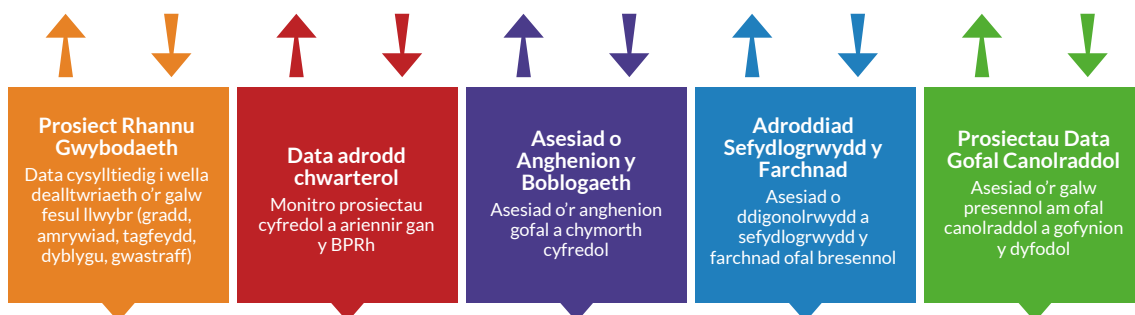 Prosiect Rhannu
Gwybodaeth
Data cysylltiedig i wella
dealltwriaeth o'r galw
fesul llwybr (gradd,
amrywiad, tagfeydd,
dyblygu, gwastraff)
Data adrodd
chwarterol
Monitro prosiectau
cyfredol a ariennir gan
y BPRh
Asesiad o
Anghenion y
Boblogaeth
Asesiad o'r anghenion
gofal a chymorth
cyfredol
Adroddiad
Sefydlogrwydd y
Farchnad
Asesiad o
ddigonolrwydd a
sefydlogrwydd y
farchnad ofal bresennol
Prosiectau Data
Gofal Canolraddol
Asesiad o'r galw
presennol am ofal
canolraddol a gofynion
y dyfodol